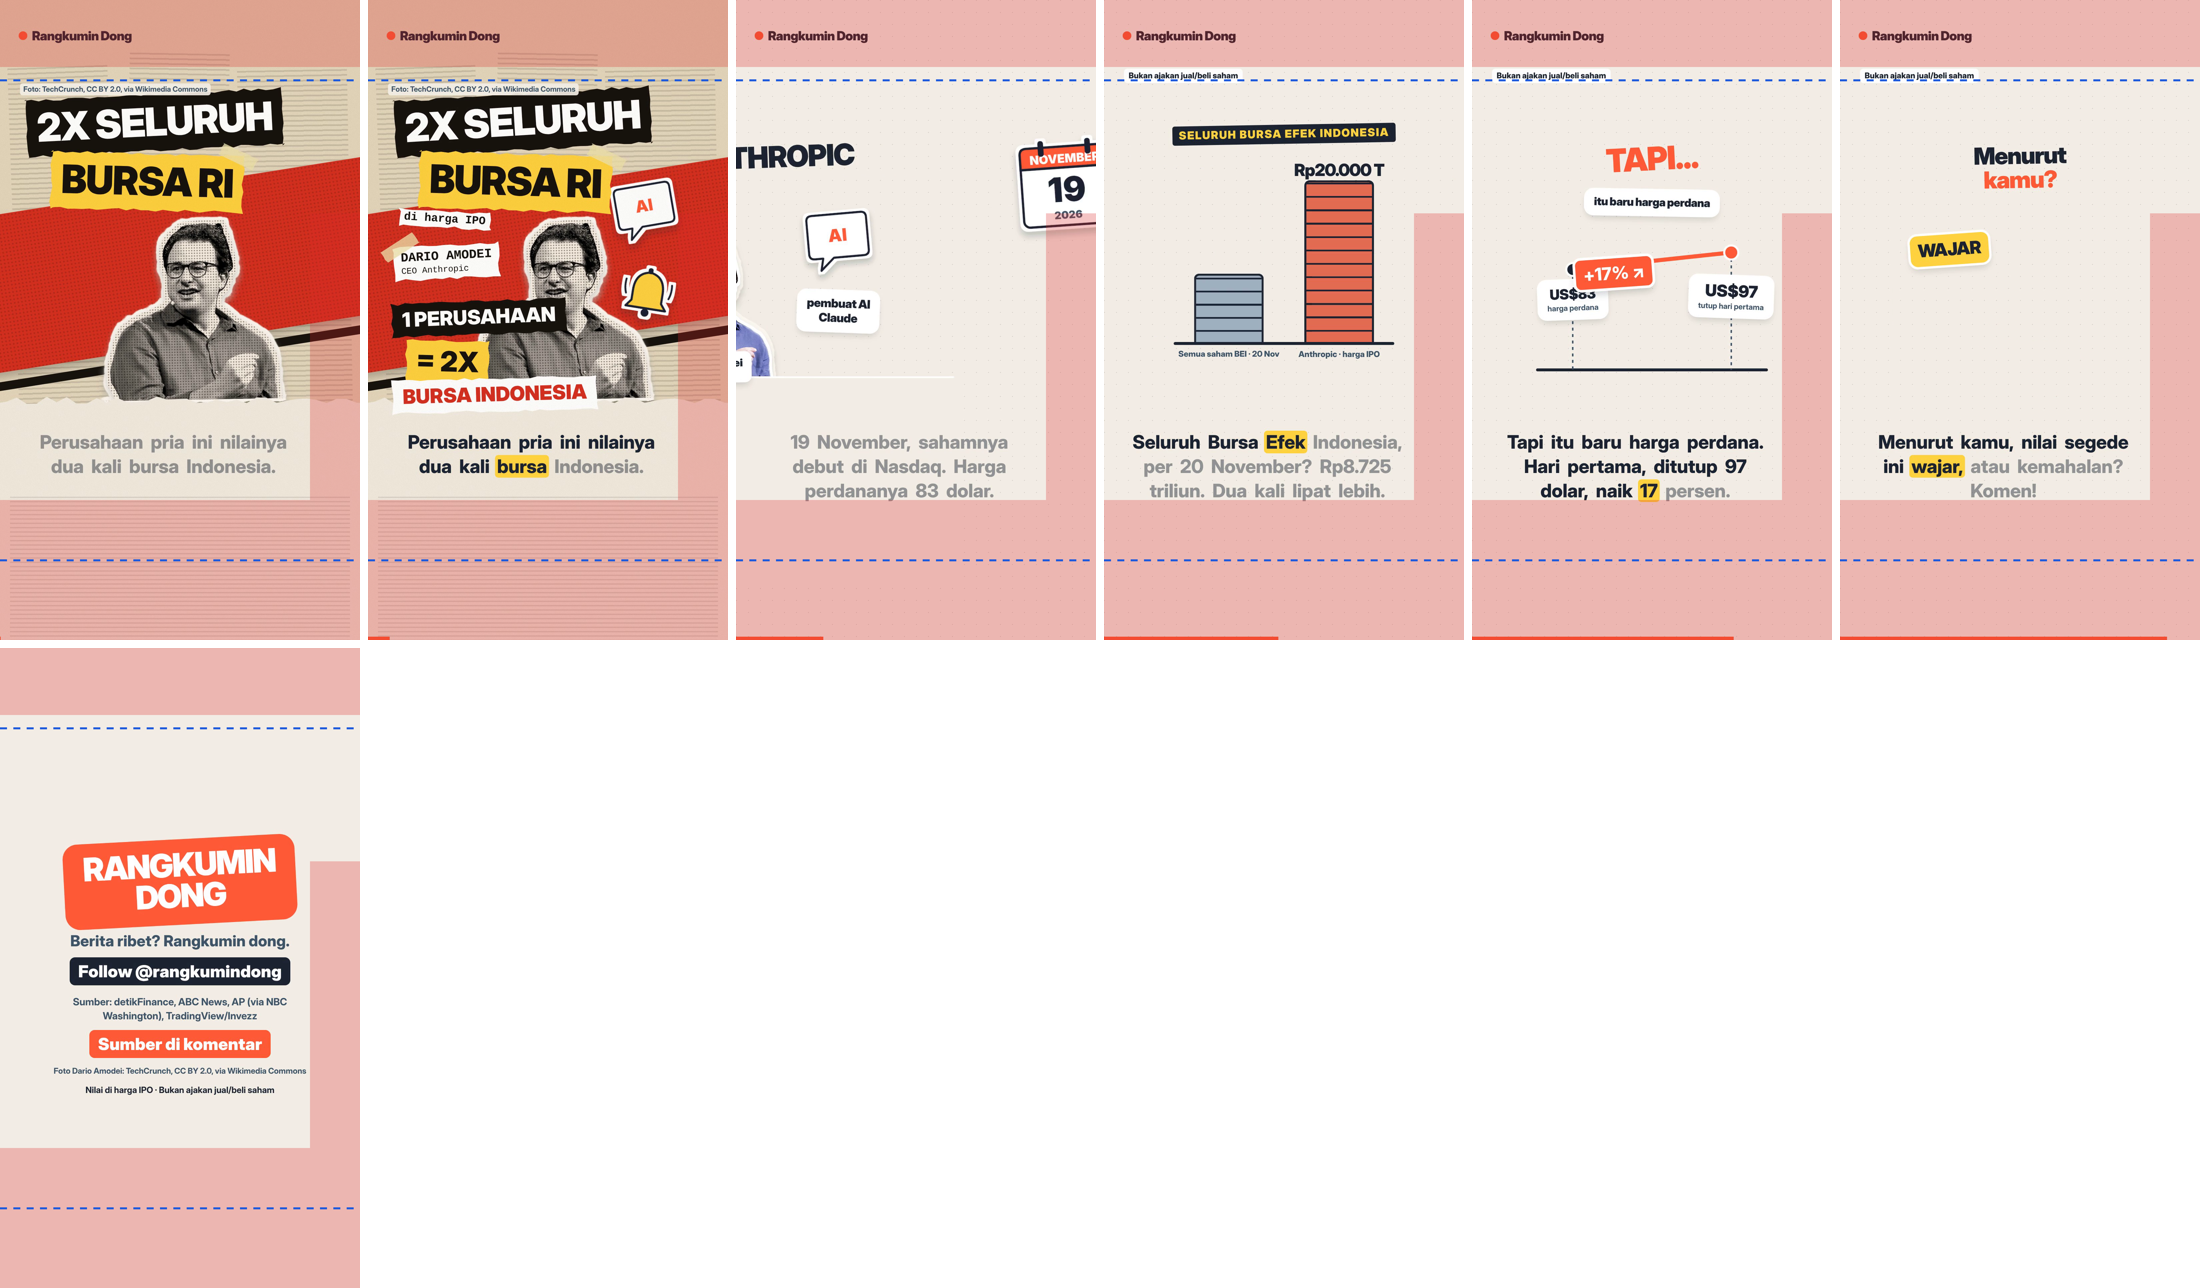 Rangkumin Dong
Foto: TechCrunch, CC BY 2.0, via Wikimedia Commons
2X SELURUH
BURSA RI
Perusahaan pria ini nilainya
dua kali bursa Indonesia.
Rangkumin Dong
Foto: TechCrunch, CC BY 2.0, via Wikimedia Commons
2X SELURUH
BURSA RI
AI
di harga IPO
DARIO AMODEI
CEO Anthropic
1 PERUSAHAAN
= 2X
BURSA INDONESIA
Perusahaan pria ini nilainya
dua kali bursa Indonesia.
Rangkumin Dong
THROPIC
NOVEMBER
19
2026
AI
pembuat AI
Claude
ei
19 November, sahamnya
debut di Nasdaq. Harga
perdananya 83 dolar.
Rangkumin Dong
Bukan ajakan jual/beli saham
SELURUH BURSA EFEK INDONESIA
Rp20.000 T
Semua saham BEI · 20 Nov
Anthropic · harga IPO
Seluruh Bursa Efek Indonesia,
per 20 November? Rp8.725
triliun. Dua kali lipat lebih.
Rangkumin Dong
Bukan ajakan jual/beli saham
TAPI...
itu baru harga perdana
+17% ↗
US$83
harga perdana
US$97
tutup hari pertama
Tapi itu baru harga perdana.
Hari pertama, ditutup 97
dolar, naik 17 persen.
Rangkumin Dong
Bukan ajakan jual/beli saham
Menurut
kamu?
WAJAR
Menurut kamu, nilai segede
ini wajar, atau kemahalan?
Komen!
RANGKUMIN
DONG
Berita ribet? Rangkumin dong.
Follow @rangkumindong
Sumber: detikFinance, ABC News, AP (via NBC
Washington), TradingView/Invezz
Sumber di komentar
Foto Dario Amodei: TechCrunch, CC BY 2.0, via Wikimedia Commons
Nilai di harga IPO · Bukan ajakan jual/beli saham